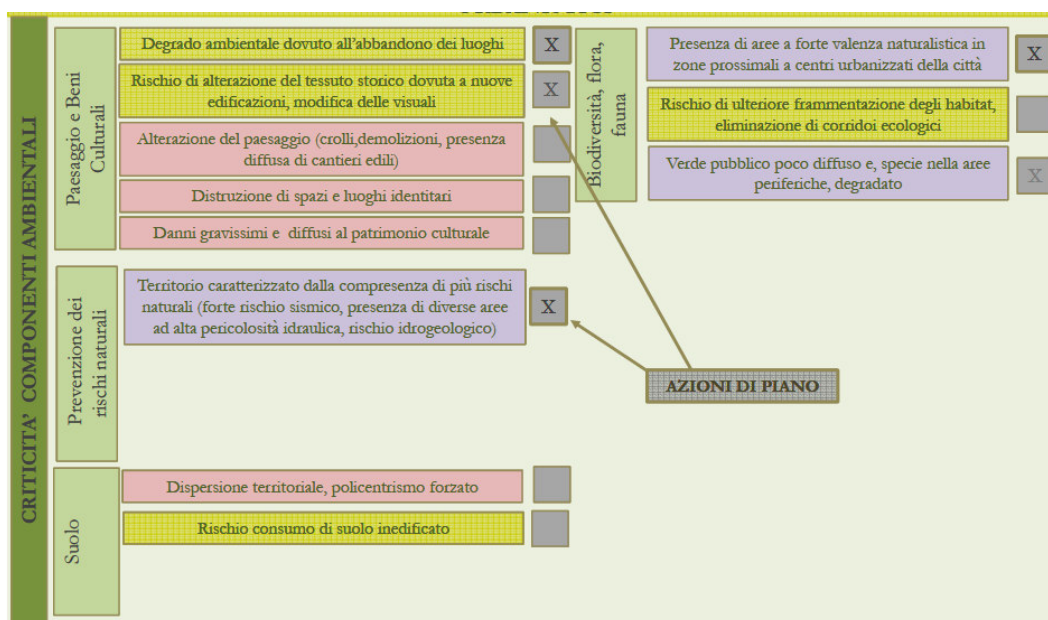 CRITICITA' COMPONENTI AMBIENTALI
Paesaggio e Beni
Culturali
Degrado ambientale dovuto all'abbandono dei luoghi
X
Rischio di alterazione del tessuto storico dovuta a nuove
edificazioni, modifica delle visuali
X
Alterazione del paesaggio (crolli,demolizioni, presenza
diffusa di cantieri edili)
Distruzione di spazi e luoghi identitari
Danni gravissimi e diffusi al patrimonio culturale
Biodiversità, flora,
fauna
Presenza di aree a forte valenza naturalistica in
zone prossimali a centri urbanizzati della città
X
Rischio di ulteriore frammentazione degli habitat,
eliminazione di corridoi ecologici
Verde pubblico poco diffuso e, specie nella aree
periferiche, degradato
X
Prevenzione dei
rischi naturali
Territorio caratterizzato dalla compresenza di più rischi
naturali (forte rischio sismico, presenza di diverse aree
ad alta pericolosità idraulica, rischio idrogeologico)
X
AZIONI DI PIANO
Suolo
Dispersione territoriale, policentrismo forzato
Rischio consumo di suolo inedificato